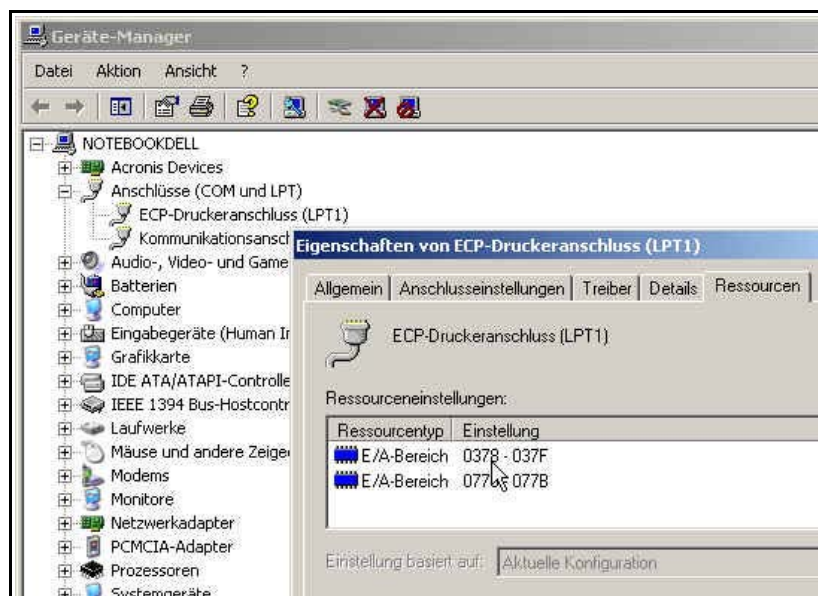 Geräte-Manager
Datei Aktion Ansicht ?
NOTEBOOKDELL
Acronis Devices
Anschlüsse (COM und LPT)
ECP-Druckeranschluss (LPT1)
Kommunikationsansch
Audio-, Video- und Game
Batterien
Computer
Eingabegeräte (Human In
Grafikkarte
IDE ATA/ATAPI-Controlle
IEEE 1394 Bus-Hostcontr
Laufwerke
Mäuse und andere Zeige
Modems
Monitore
Netzwerkadapter
PCMCIA-Adapter
Prozessoren
Systemgeräte
Eigenschaften von ECP-Druckeranschluss (LPT1)
Allgemein Anschlusseinstellungen Treiber Details Ressourcen
ECP-Druckeranschluss (LPT1)
Ressourceneinstellungen:
Ressourcentyp Einstellung
E/A-Bereich 0378 - 037F
E/A-Bereich 077B
Einstellung basiert auf: Aktuelle Konfiguration